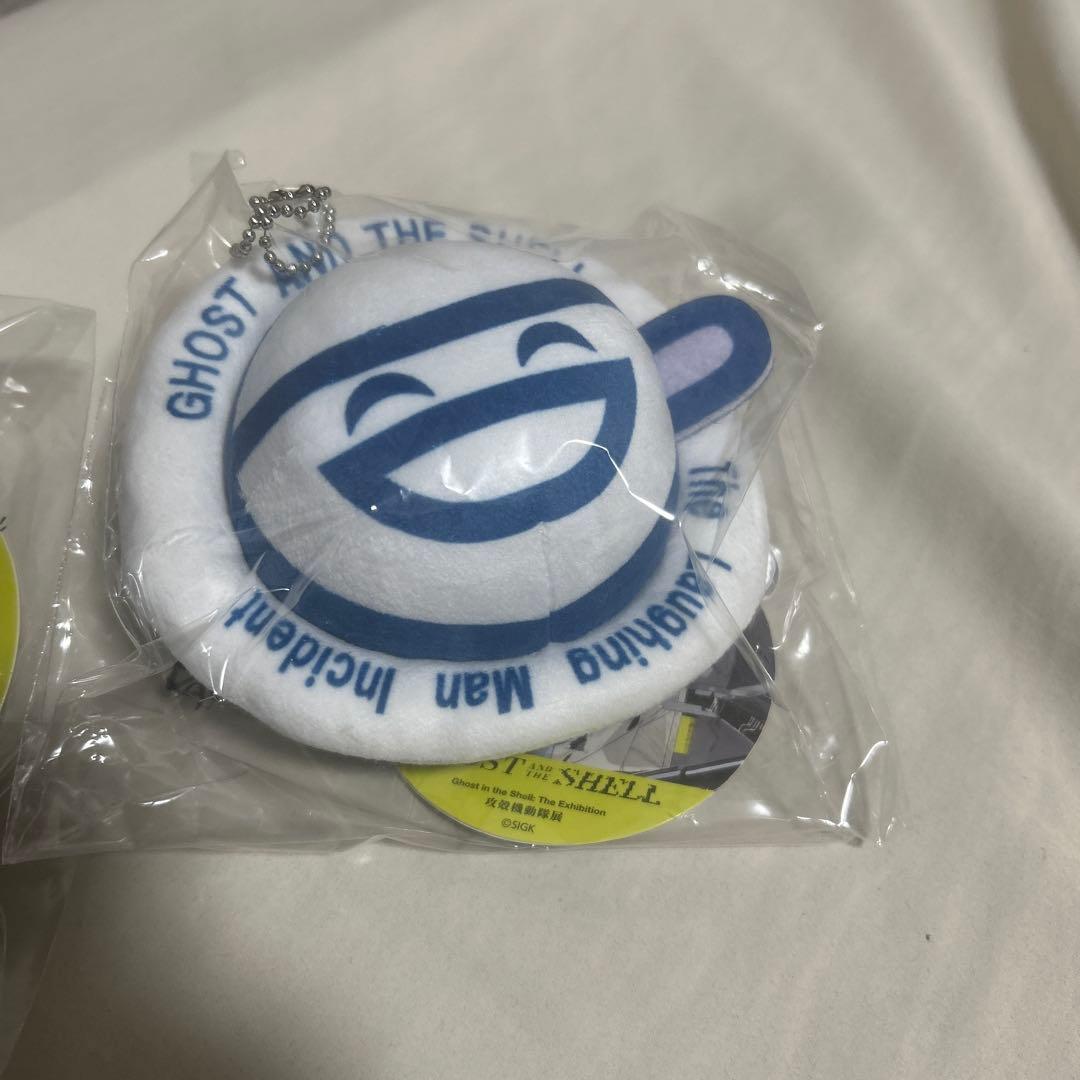 GHOST AND THE SHELL
The Laughing Man Incident
ST AND THE SHELL
Ghost in the Shell: The Exhibition
攻殻機動隊展
©SIGK